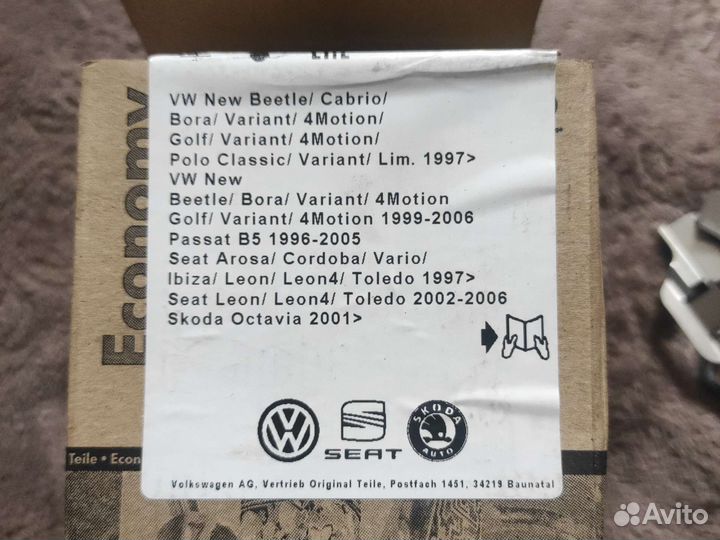 VW New Beetle/ Cabrio/
Bora/ Variant/ 4Motion/
Golf/ Variant/ 4Motion/
Polo Classic/ Variant/ Lim. 1997>
VW New
Beetle/ Bora/ Variant/ 4Motion
Golf/ Variant/ 4Motion 1999-2006
Passat B5 1996-2005
Seat Arosa/ Cordoba/ Vario/
Ibiza/ Leon/ Leon4/ Toledo 1997>
Seat Leon/ Leon4/ Toledo 2002-2006
Skoda Octavia 2001>
Economy
VW
SEAT
SKODA
AUTO
Teile • Econ
Volkswagen AG, Vertrieb Original Teile, Postfach 1451, 34219 Baunatal
Avito